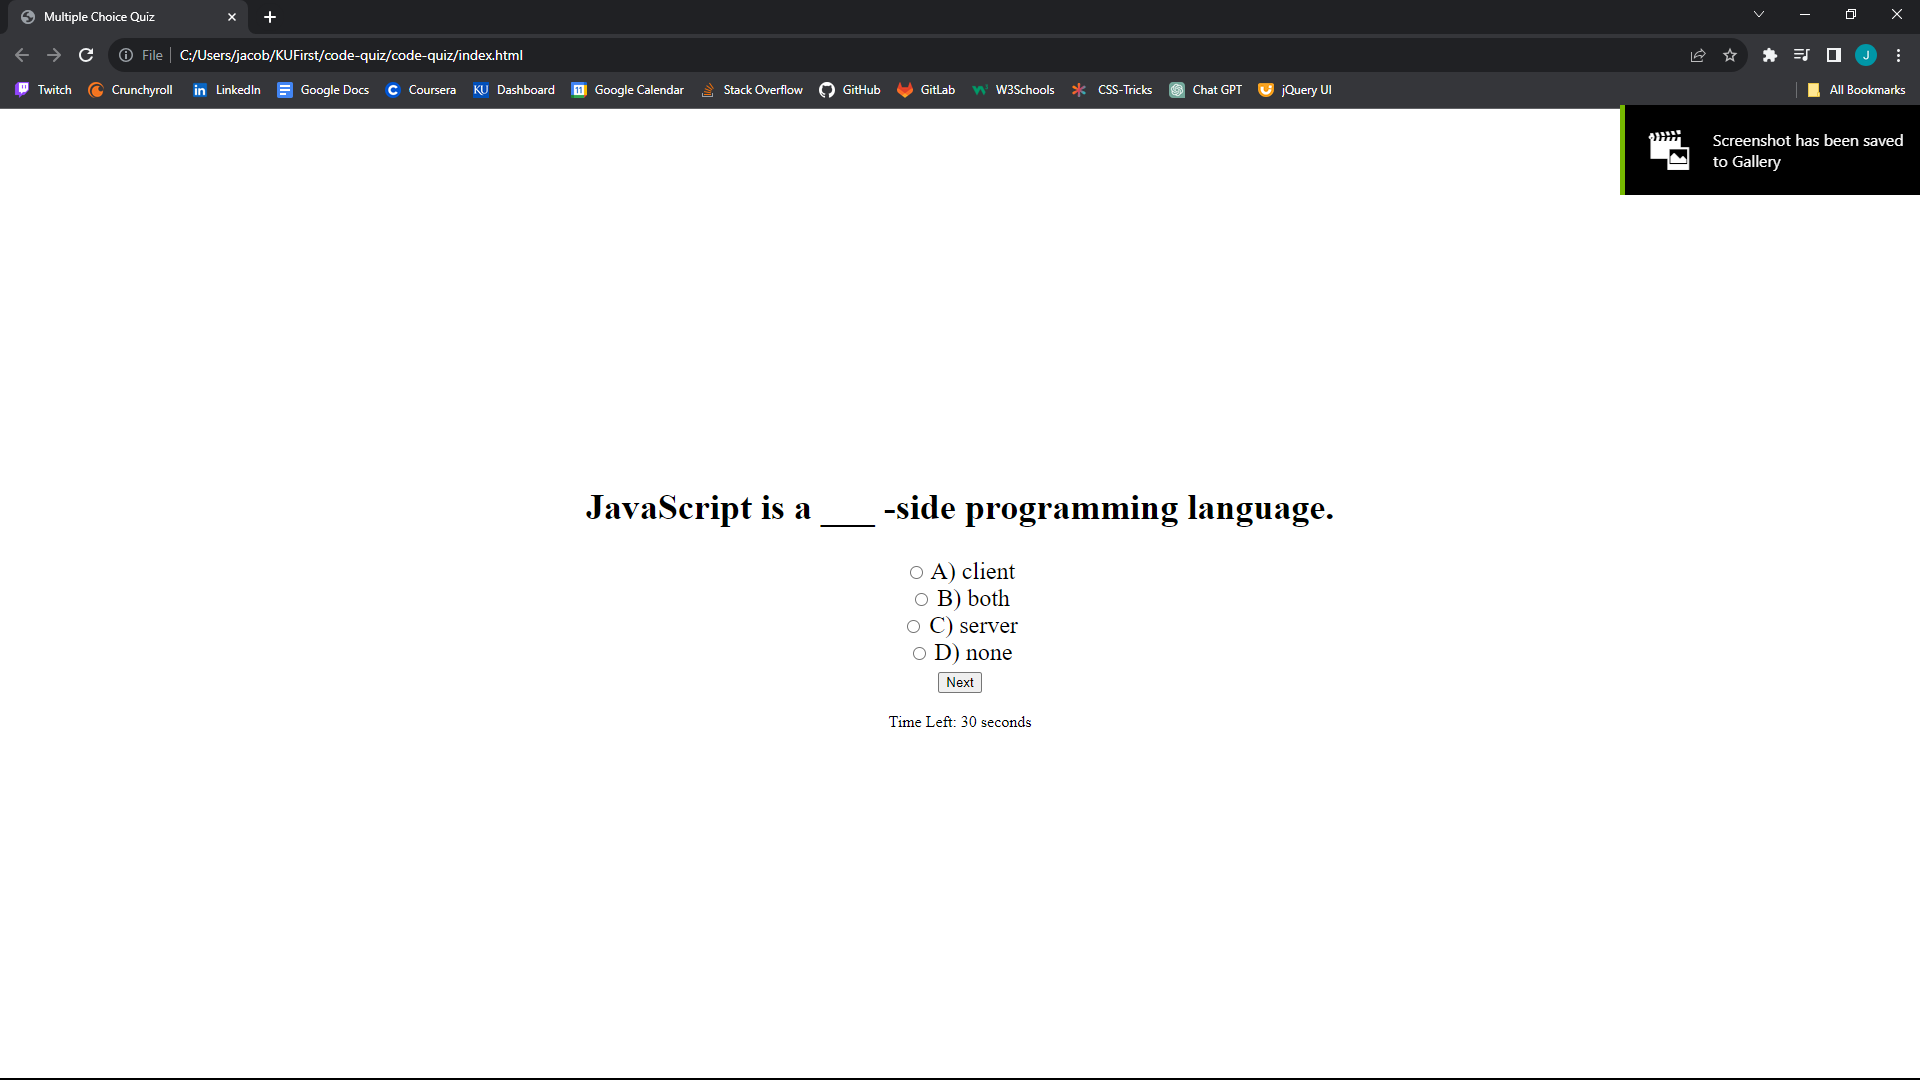 Multiple Choice Quiz
File C:/Users/jacob/KUFirst/code-quiz/code-quiz/index.html
J
Twitch Crunchyroll LinkedIn Google Docs Coursera KU Dashboard Google Calendar Stack Overflow GitHub GitLab W3Schools CSS-Tricks Chat GPT jQuery UI All Bookmarks
Screenshot has been saved
to Gallery
JavaScript is a ___ -side programming language.
A) client
B) both
C) server
D) none
Next
Time Left: 30 seconds